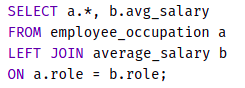 SELECT a.*, b.avg_salary
FROM employee_occupation a
LEFT JOIN average_salary b
ON a.role = b.role;